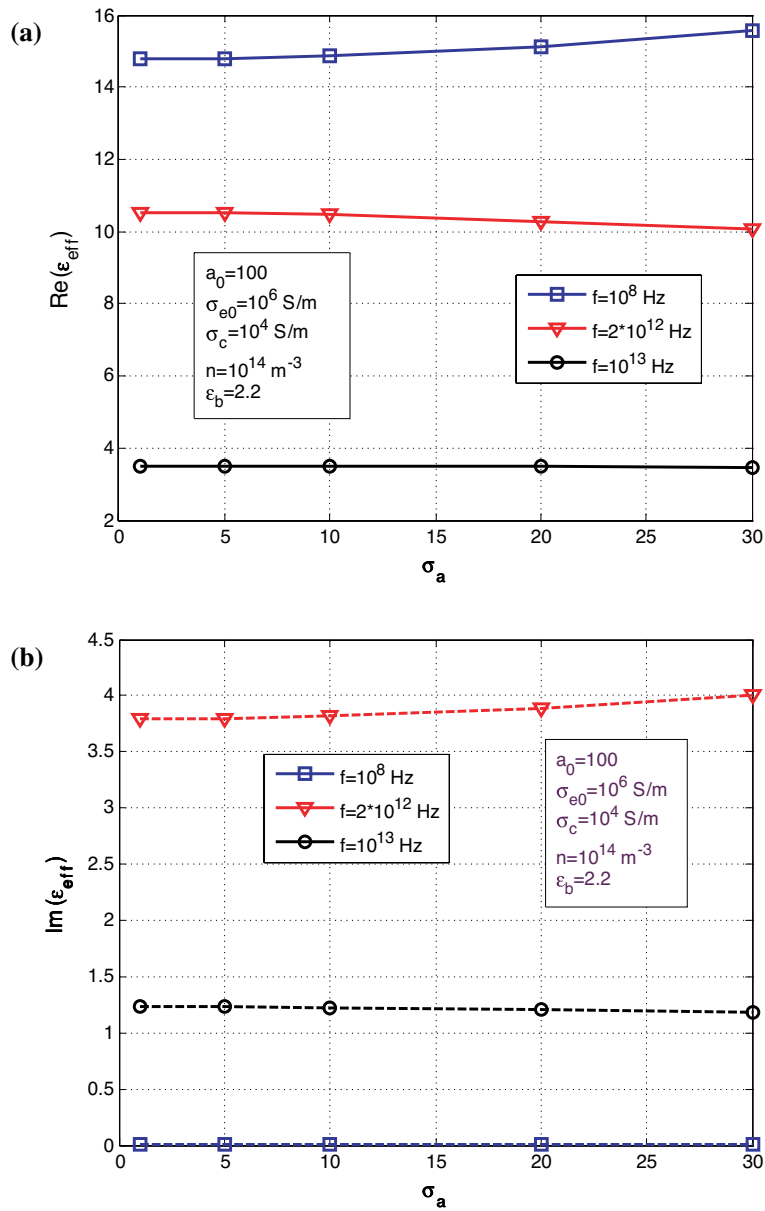 (a)
16
14
12
10
8
6
4
2
Re(ε_eff)
a_0=100
σ_e0=10^6 S/m
σ_c=10^4 S/m
n=10^14 m^-3
ε_b=2.2
f=10^8 Hz
f=2*10^12 Hz
f=10^13 Hz
0 5 10 15 20 25 30
σ_a
(b)
4.5
4
3.5
3
2.5
2
1.5
1
0.5
0
Im(ε_eff)
f=10^8 Hz
f=2*10^12 Hz
f=10^13 Hz
a_0=100
σ_e0=10^6 S/m
σ_c=10^4 S/m
n=10^14 m^-3
ε_b=2.2
0 5 10 15 20 25 30
σ_a